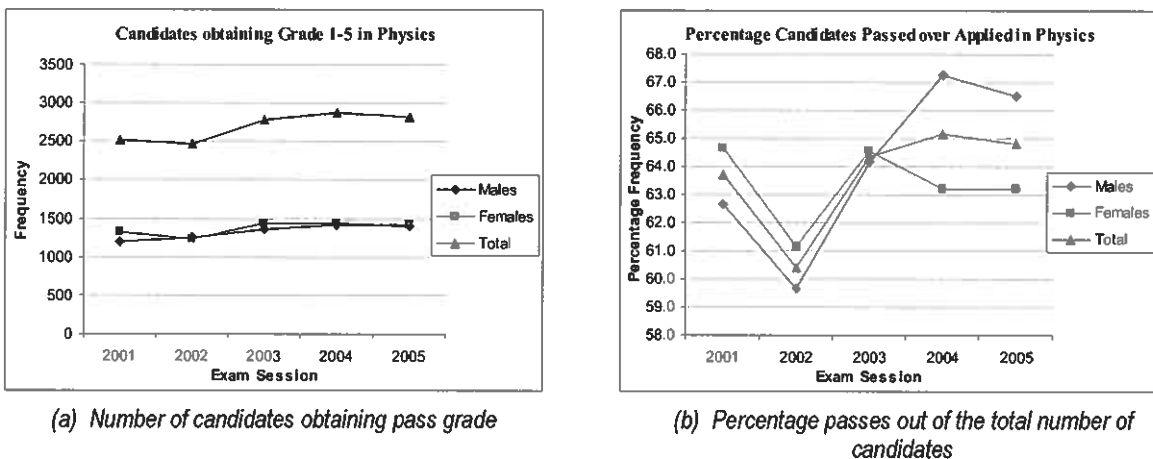 Candidates obtaining Grade 1-5 in Physics
3500
3000
2500
2000
1500
1000
500
0
Frequency
2001 2002 2003 2004 2005
Exam Session
Males
Females
Total
(a) Number of candidates obtaining pass grade
Percentage Candidates Passed over Applied in Physics
68.0
67.0
66.0
65.0
64.0
63.0
62.0
61.0
60.0
59.0
58.0
Percentage Frequency
2001 2002 2003 2004 2005
Exam Session
Males
Females
Total
(b) Percentage passes out of the total number of
candidates